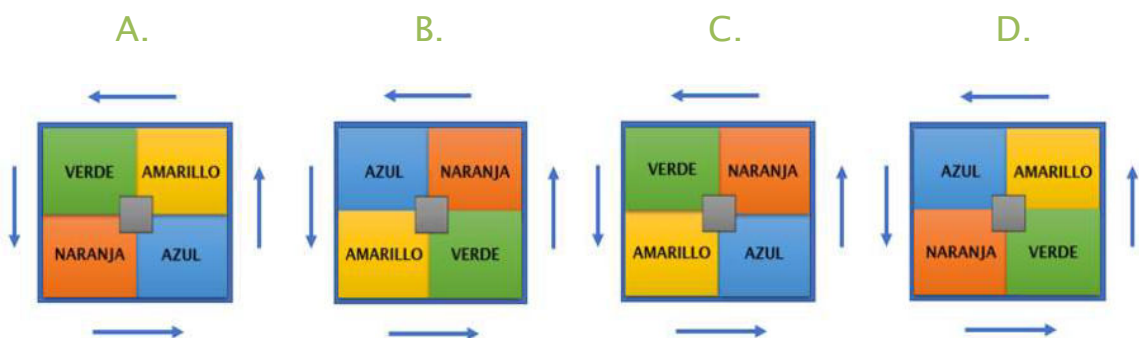 A. B. C. D.
VERDE AMARILLO
NARANJA AZUL
AZUL NARANJA
AMARILLO VERDE
VERDE NARANJA
AMARILLO AZUL
AZUL AMARILLO
NARANJA VERDE